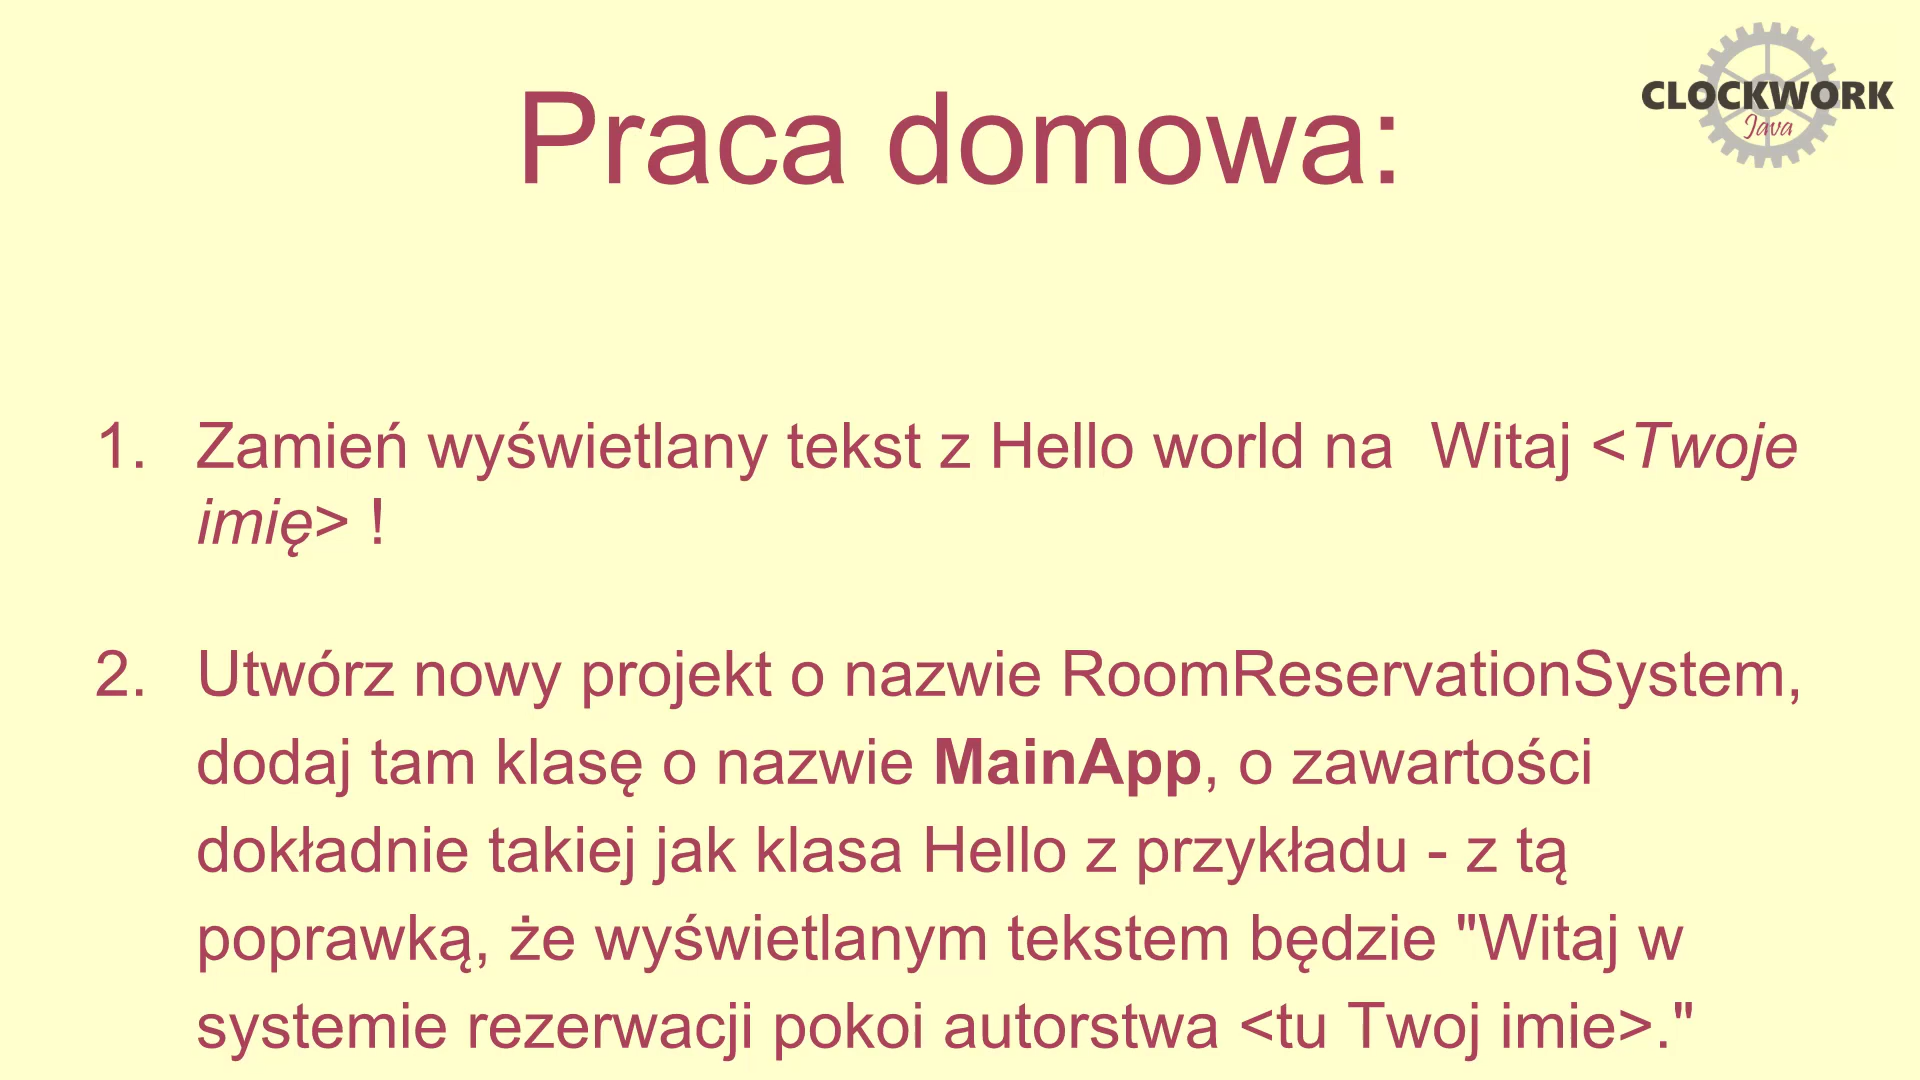 CLOCKWORK
Java
Praca domowa:
1. Zamień wyświetlany tekst z Hello world na  Witaj <Twoje
imię> !
2. Utwórz nowy projekt o nazwie RoomReservationSystem,
dodaj tam klasę o nazwie MainApp, o zawartości
dokładnie takiej jak klasa Hello z przykładu - z tą
poprawką, że wyświetlanym tekstem będzie "Witaj w
systemie rezerwacji pokoi autorstwa <tu Twoj imie>."